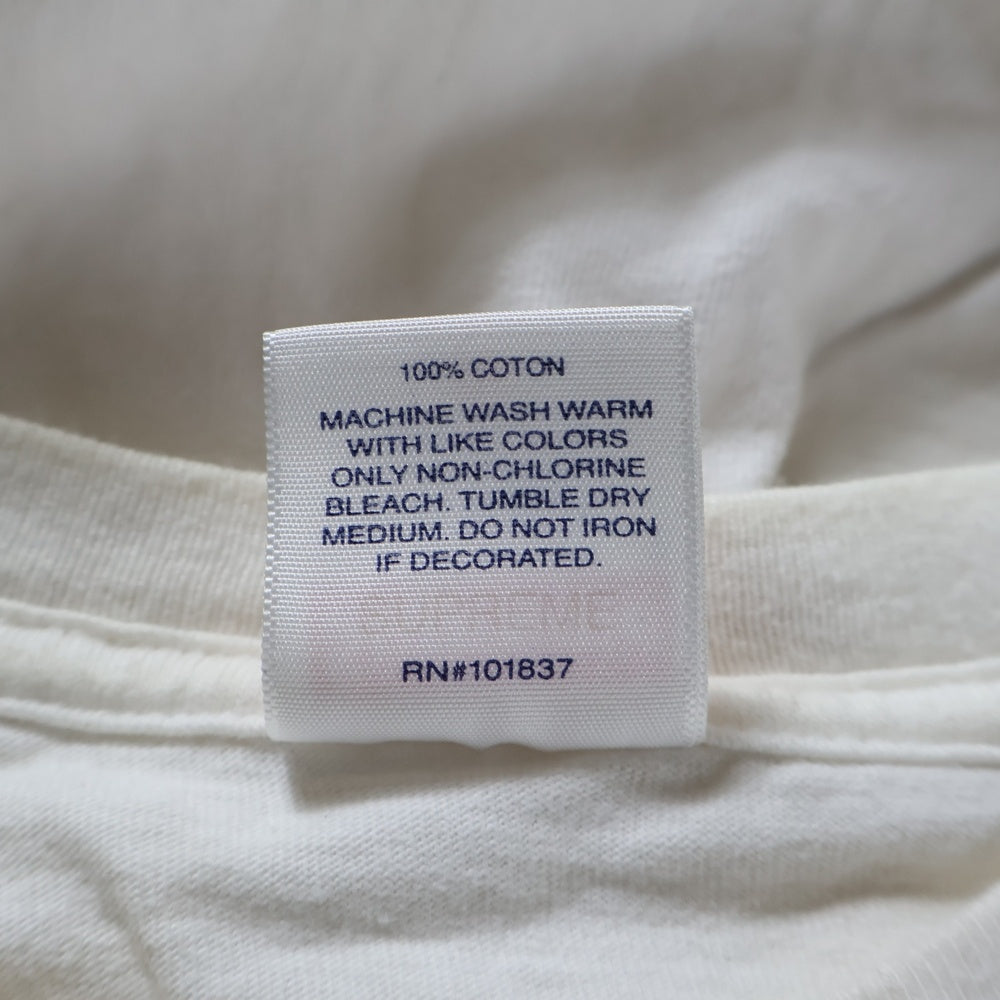 100% COTON
MACHINE WASH WARM
WITH LIKE COLORS
ONLY NON-CHLORINE
BLEACH. TUMBLE DRY
MEDIUM. DO NOT IRON
IF DECORATED.
RN#101837